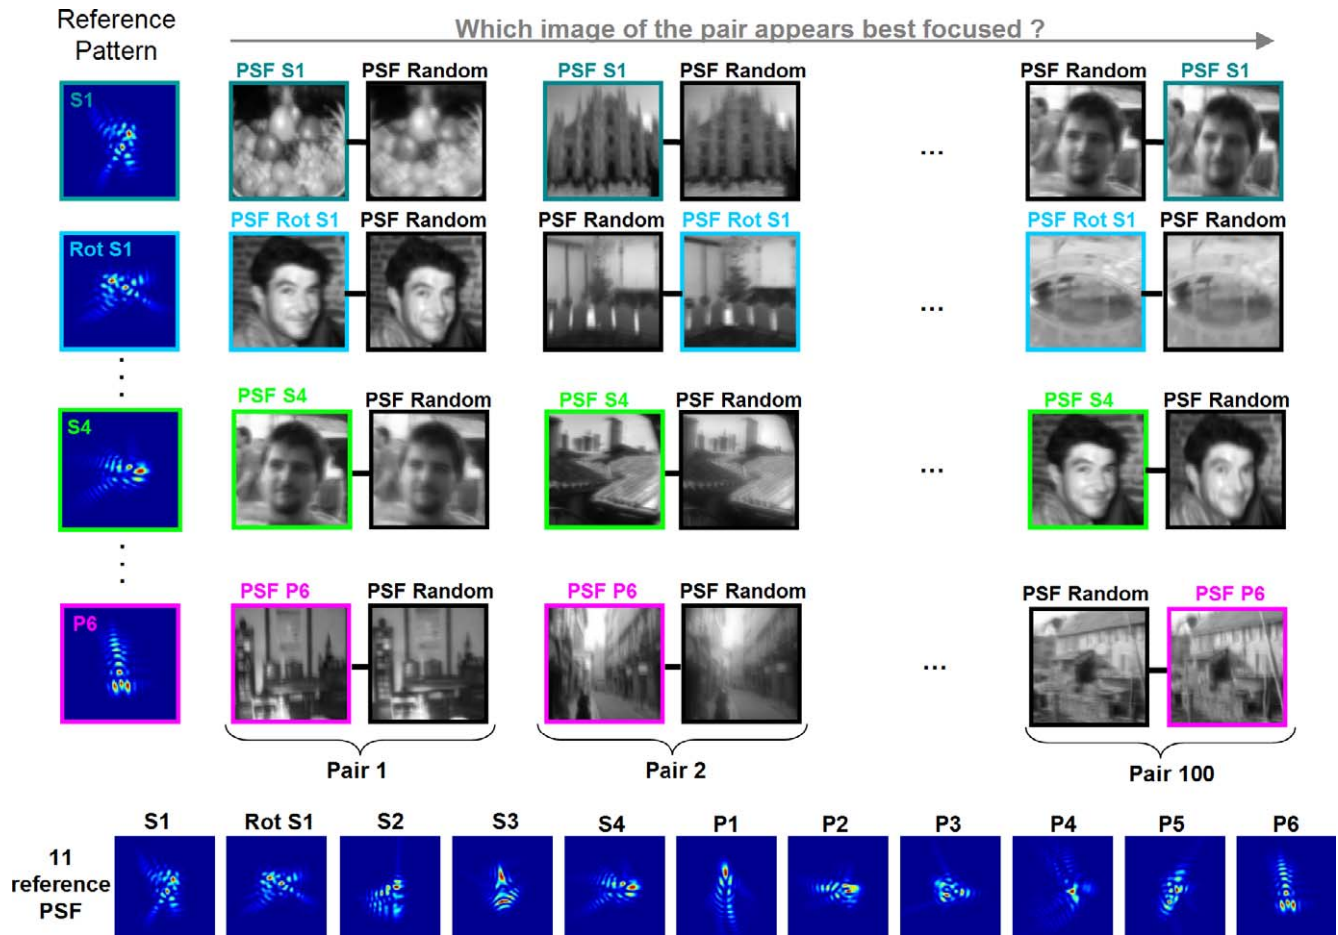 Reference
Pattern
Which image of the pair appears best focused ?
S1
PSF S1
PSF Random
PSF S1
PSF Random
...
PSF Random
PSF S1
Rot S1
PSF Rot S1
PSF Random
PSF Random
PSF Rot S1
...
PSF Rot S1
PSF Random
S4
PSF S4
PSF Random
PSF S4
PSF Random
...
PSF S4
PSF Random
P6
PSF P6
PSF Random
PSF P6
PSF Random
...
PSF Random
PSF P6
Pair 1
Pair 2
Pair 100
11
reference
PSF
S1
Rot S1
S2
S3
S4
P1
P2
P3
P4
P5
P6